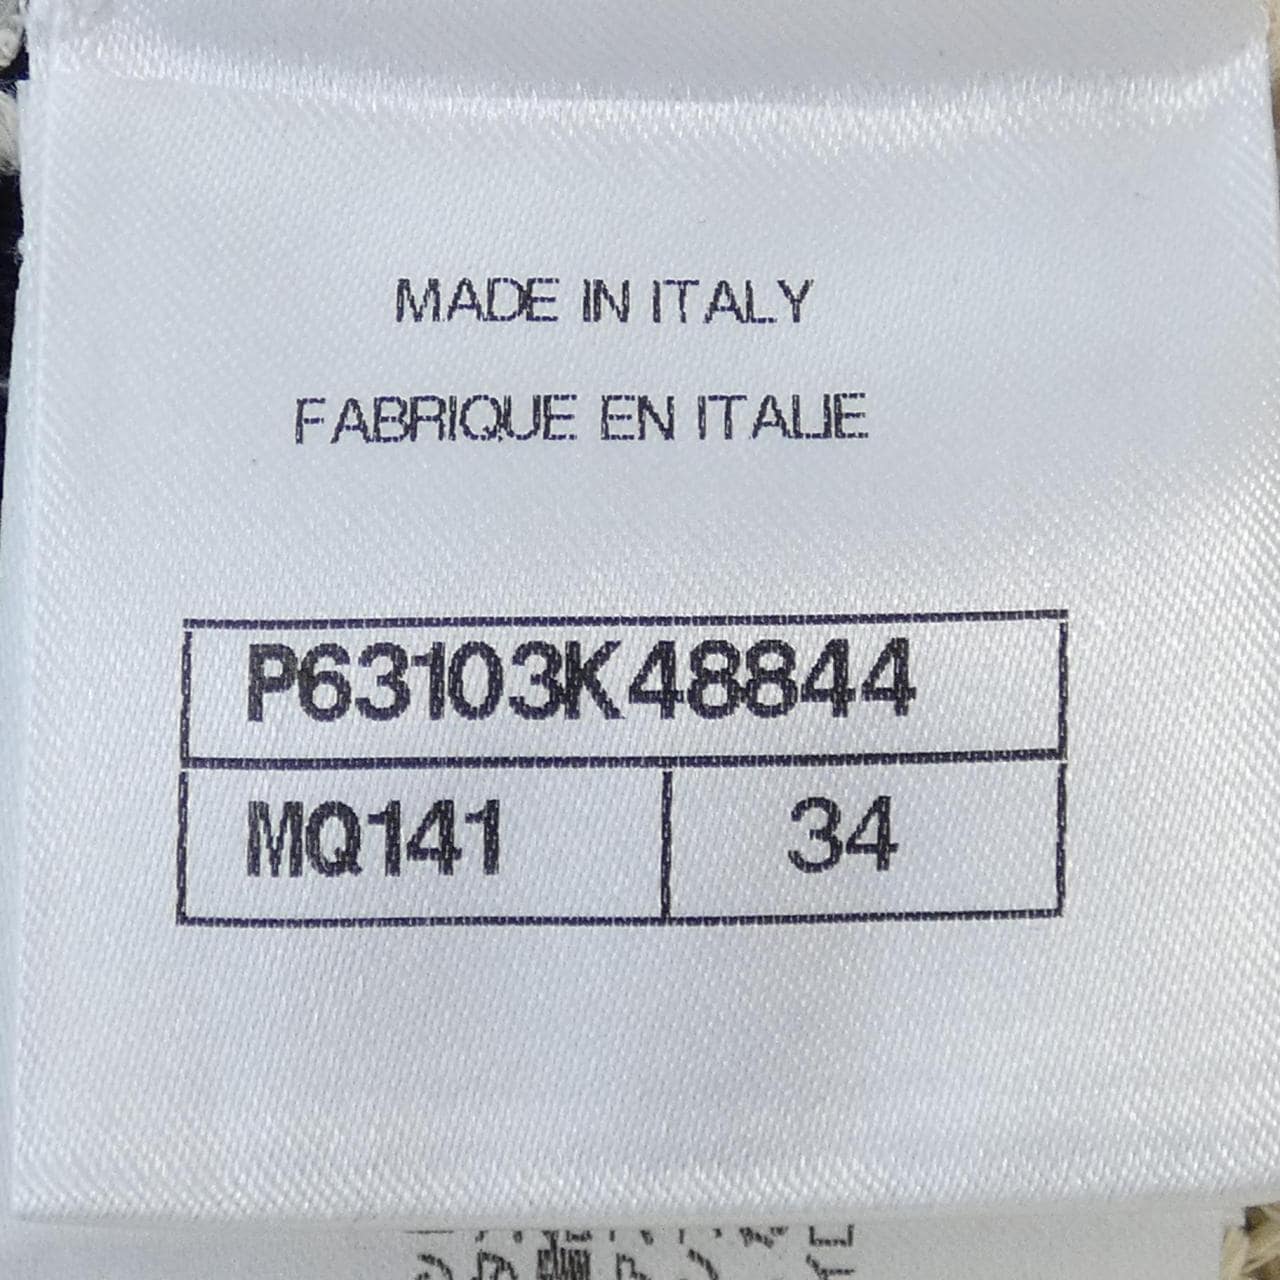 MADE IN ITALY
FABRIQUE EN ITALIE
P63103K48844
MQ141 34